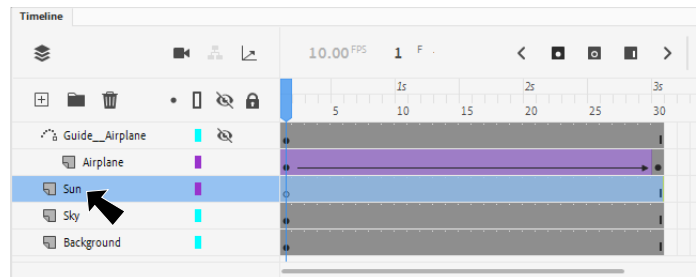 Timeline
10.00 FPS 1 F .
1s 2s 3s
5 10 15 20 25 30
Guide__Airplane
Airplane
Sun
Sky
Background